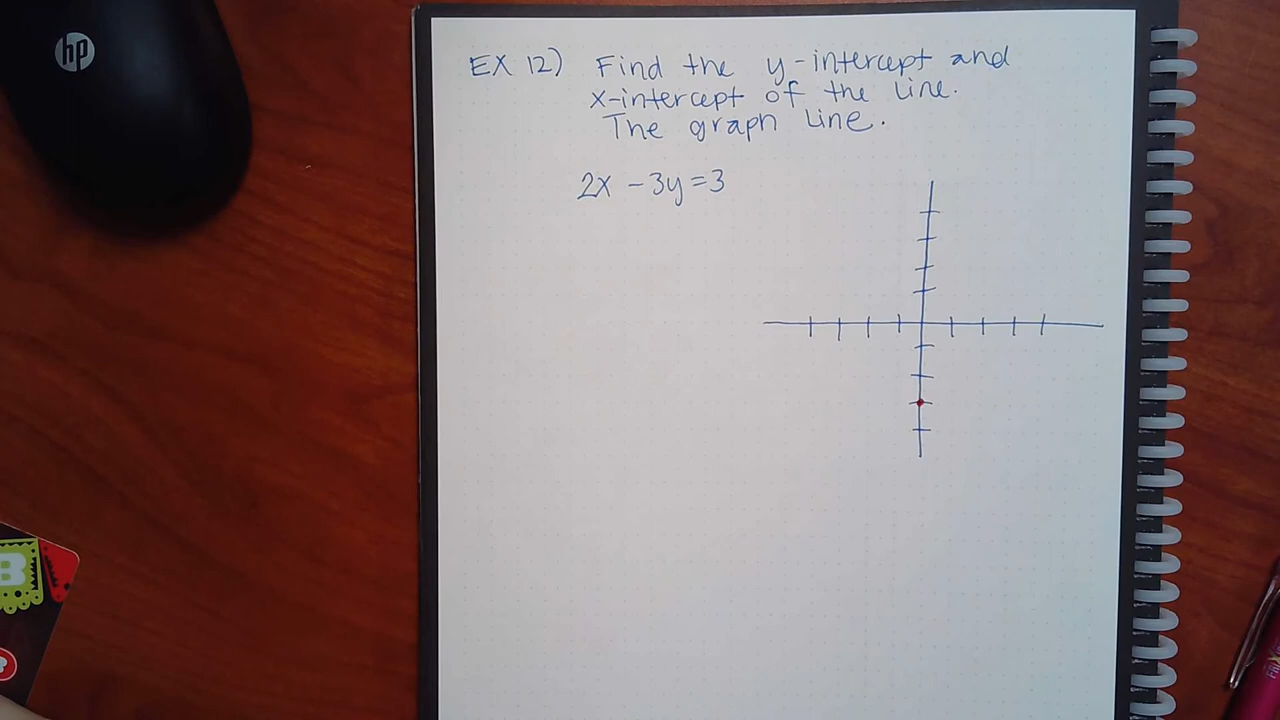 hp
EX 12) Find the y-intercept and
x-intercept of the line.
The graph line.
2x - 3y = 3
B